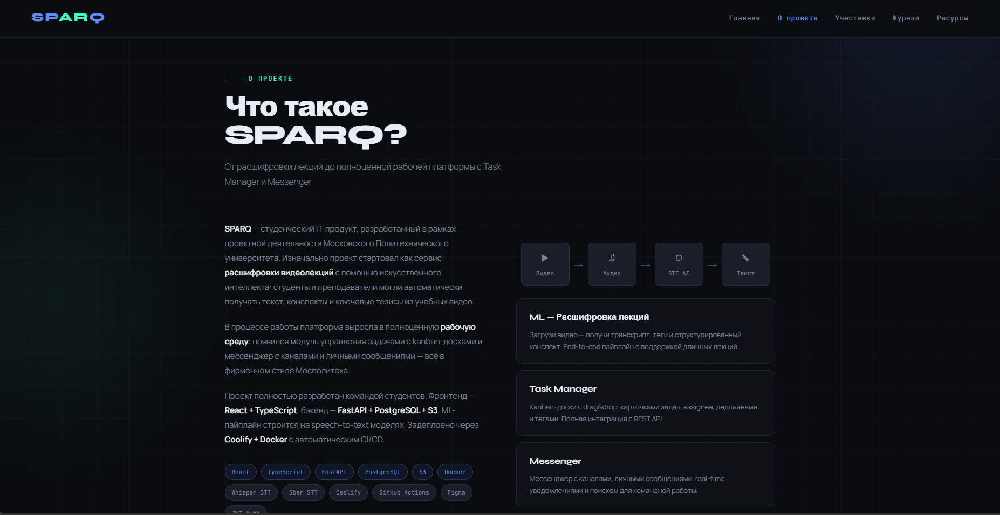 SPARQ
Главная
О проекте
Участники
Журнал
Ресурсы
О ПРОЕКТЕ
Что такое
SPARQ?
От расшифровки лекций до полноценной рабочей платформы с Task
Manager и Messenger
SPARQ — студенческий IT-продукт, разработанный в рамках
проектной деятельности Московского Политехнического
университета. Изначально проект стартовал как сервис
расшифровки видеолекций с помощью искусственного
интеллекта: студенты и преподаватели могли автоматически
получать текст, конспекты и ключевые тезисы из учебных видео.
В процессе работы платформа выросла в полноценную рабочую
среду: появился модуль управления задачами с kanban-досками и
мессенджер с каналами и личными сообщениями — всё в
фирменном стиле Мосполитеха.
Проект полностью разработан командой студентов. Фронтенд —
React + TypeScript, бэкенд — FastAPI + PostgreSQL + S3, ML-
пайплайн строится на speech-to-text моделях. Задеплоено через
Coolify + Docker с автоматическим CI/CD.
React
TypeScript
FastAPI
PostgreSQL
S3
Docker
Whisper STT
Sber STT
Coolify
GitHub Actions
Figma
JWT Auth
Видео
→
Аудио
→
STT AI
→
Текст
ML — Расшифровка лекций
Загрузи видео — получи транскрипт, теги и структурированный
конспект. End-to-end пайплайн с поддержкой длинных лекций.
Task Manager
Kanban-доски с drag&drop, карточками задач, assignee, дедлайнами
и тегами. Полная интеграция с REST API.
Messenger
Мессенджер с каналами, личными сообщениями, real-time
уведомлениями и поиском для командной работы.